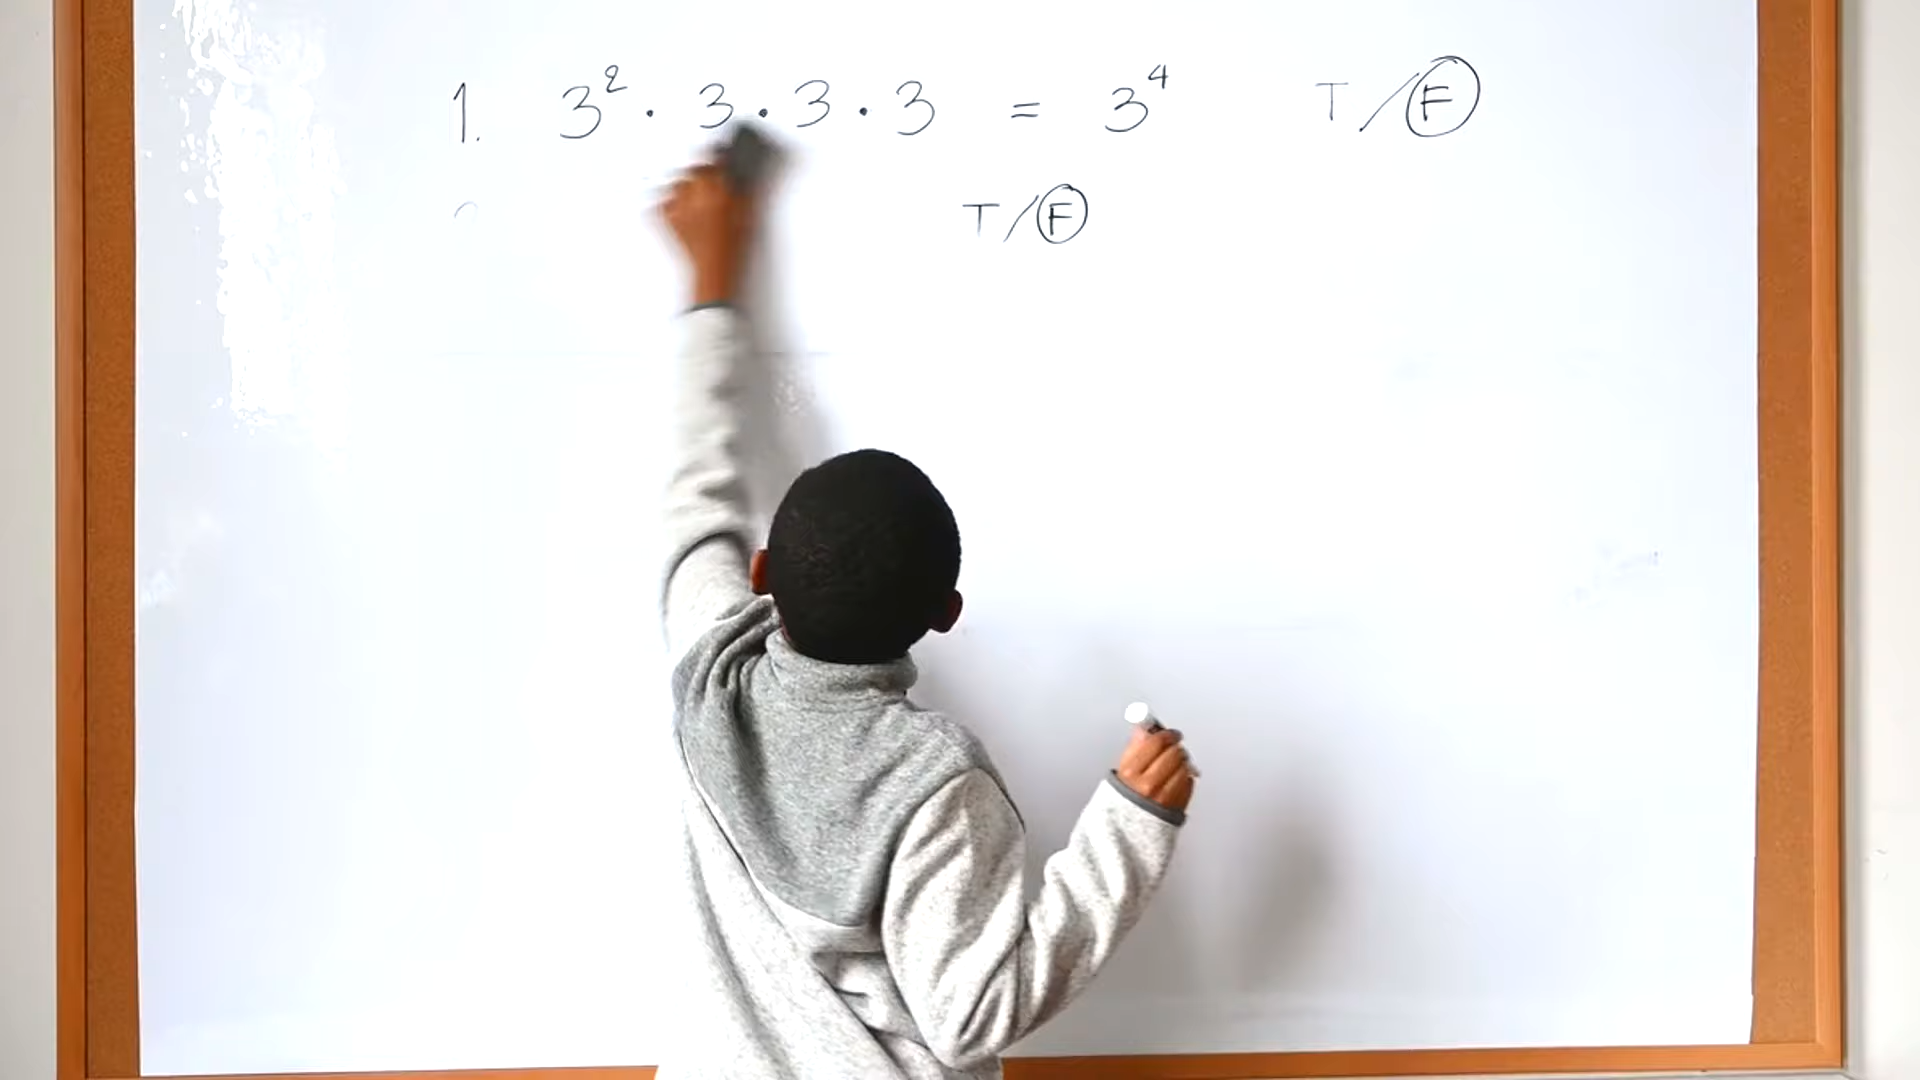 1. 3² · 3 · 3 · 3 = 3⁴ T/F
T/F